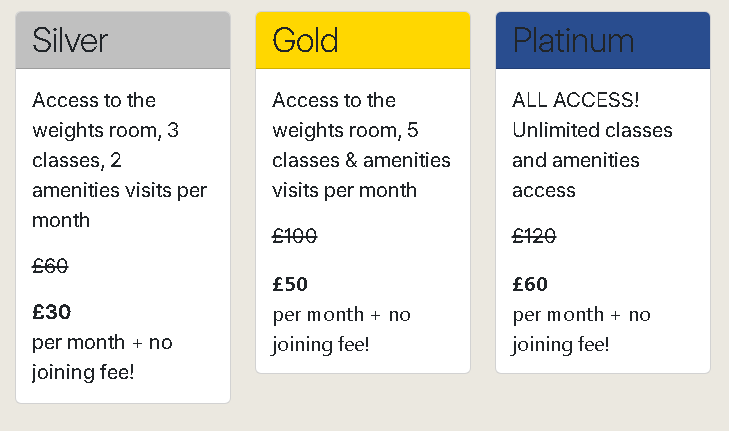 Silver
Access to the
weights room, 3
classes, 2
amenities visits per
month
£60
£30
per month + no
joining fee!
Gold
Access to the
weights room, 5
classes & amenities
visits per month
£100
£50
per month + no
joining fee!
Platinum
ALL ACCESS!
Unlimited classes
and amenities
access
£120
£60
per month + no
joining fee!